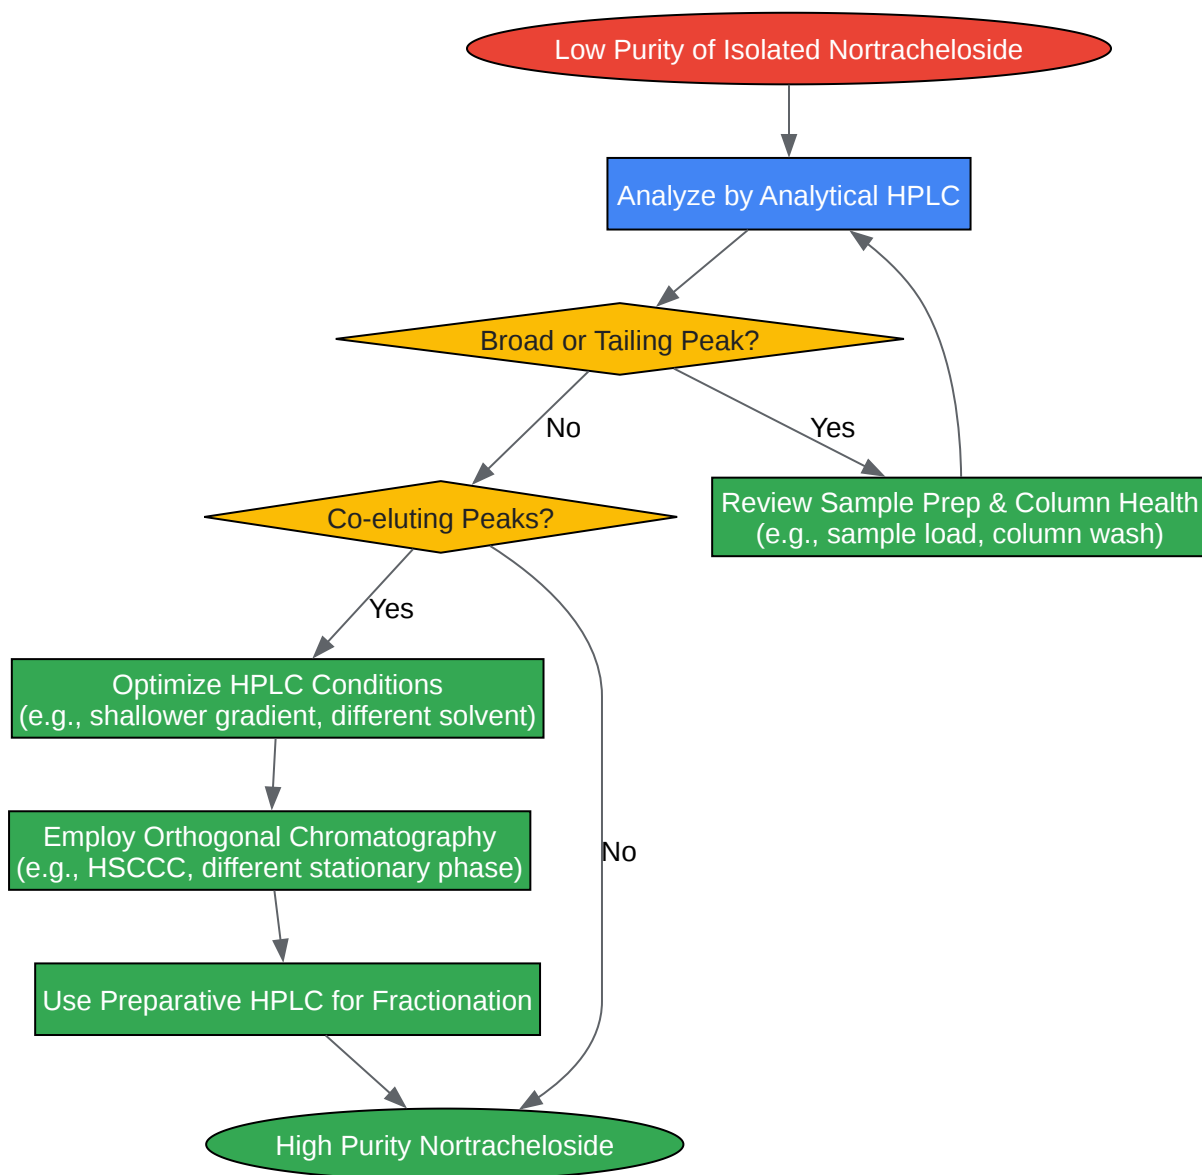 Low Purity of Isolated Nortracheloside
Analyze by Analytical HPLC
Broad or Tailing Peak?
No
Yes
Review Sample Prep & Column Health
(e.g., sample load, column wash)
Co-eluting Peaks?
Yes
Optimize HPLC Conditions
(e.g., shallower gradient, different solvent)
Employ Orthogonal Chromatography
(e.g., HSCCC, different stationary phase)
No
Use Preparative HPLC for Fractionation
High Purity Nortracheloside